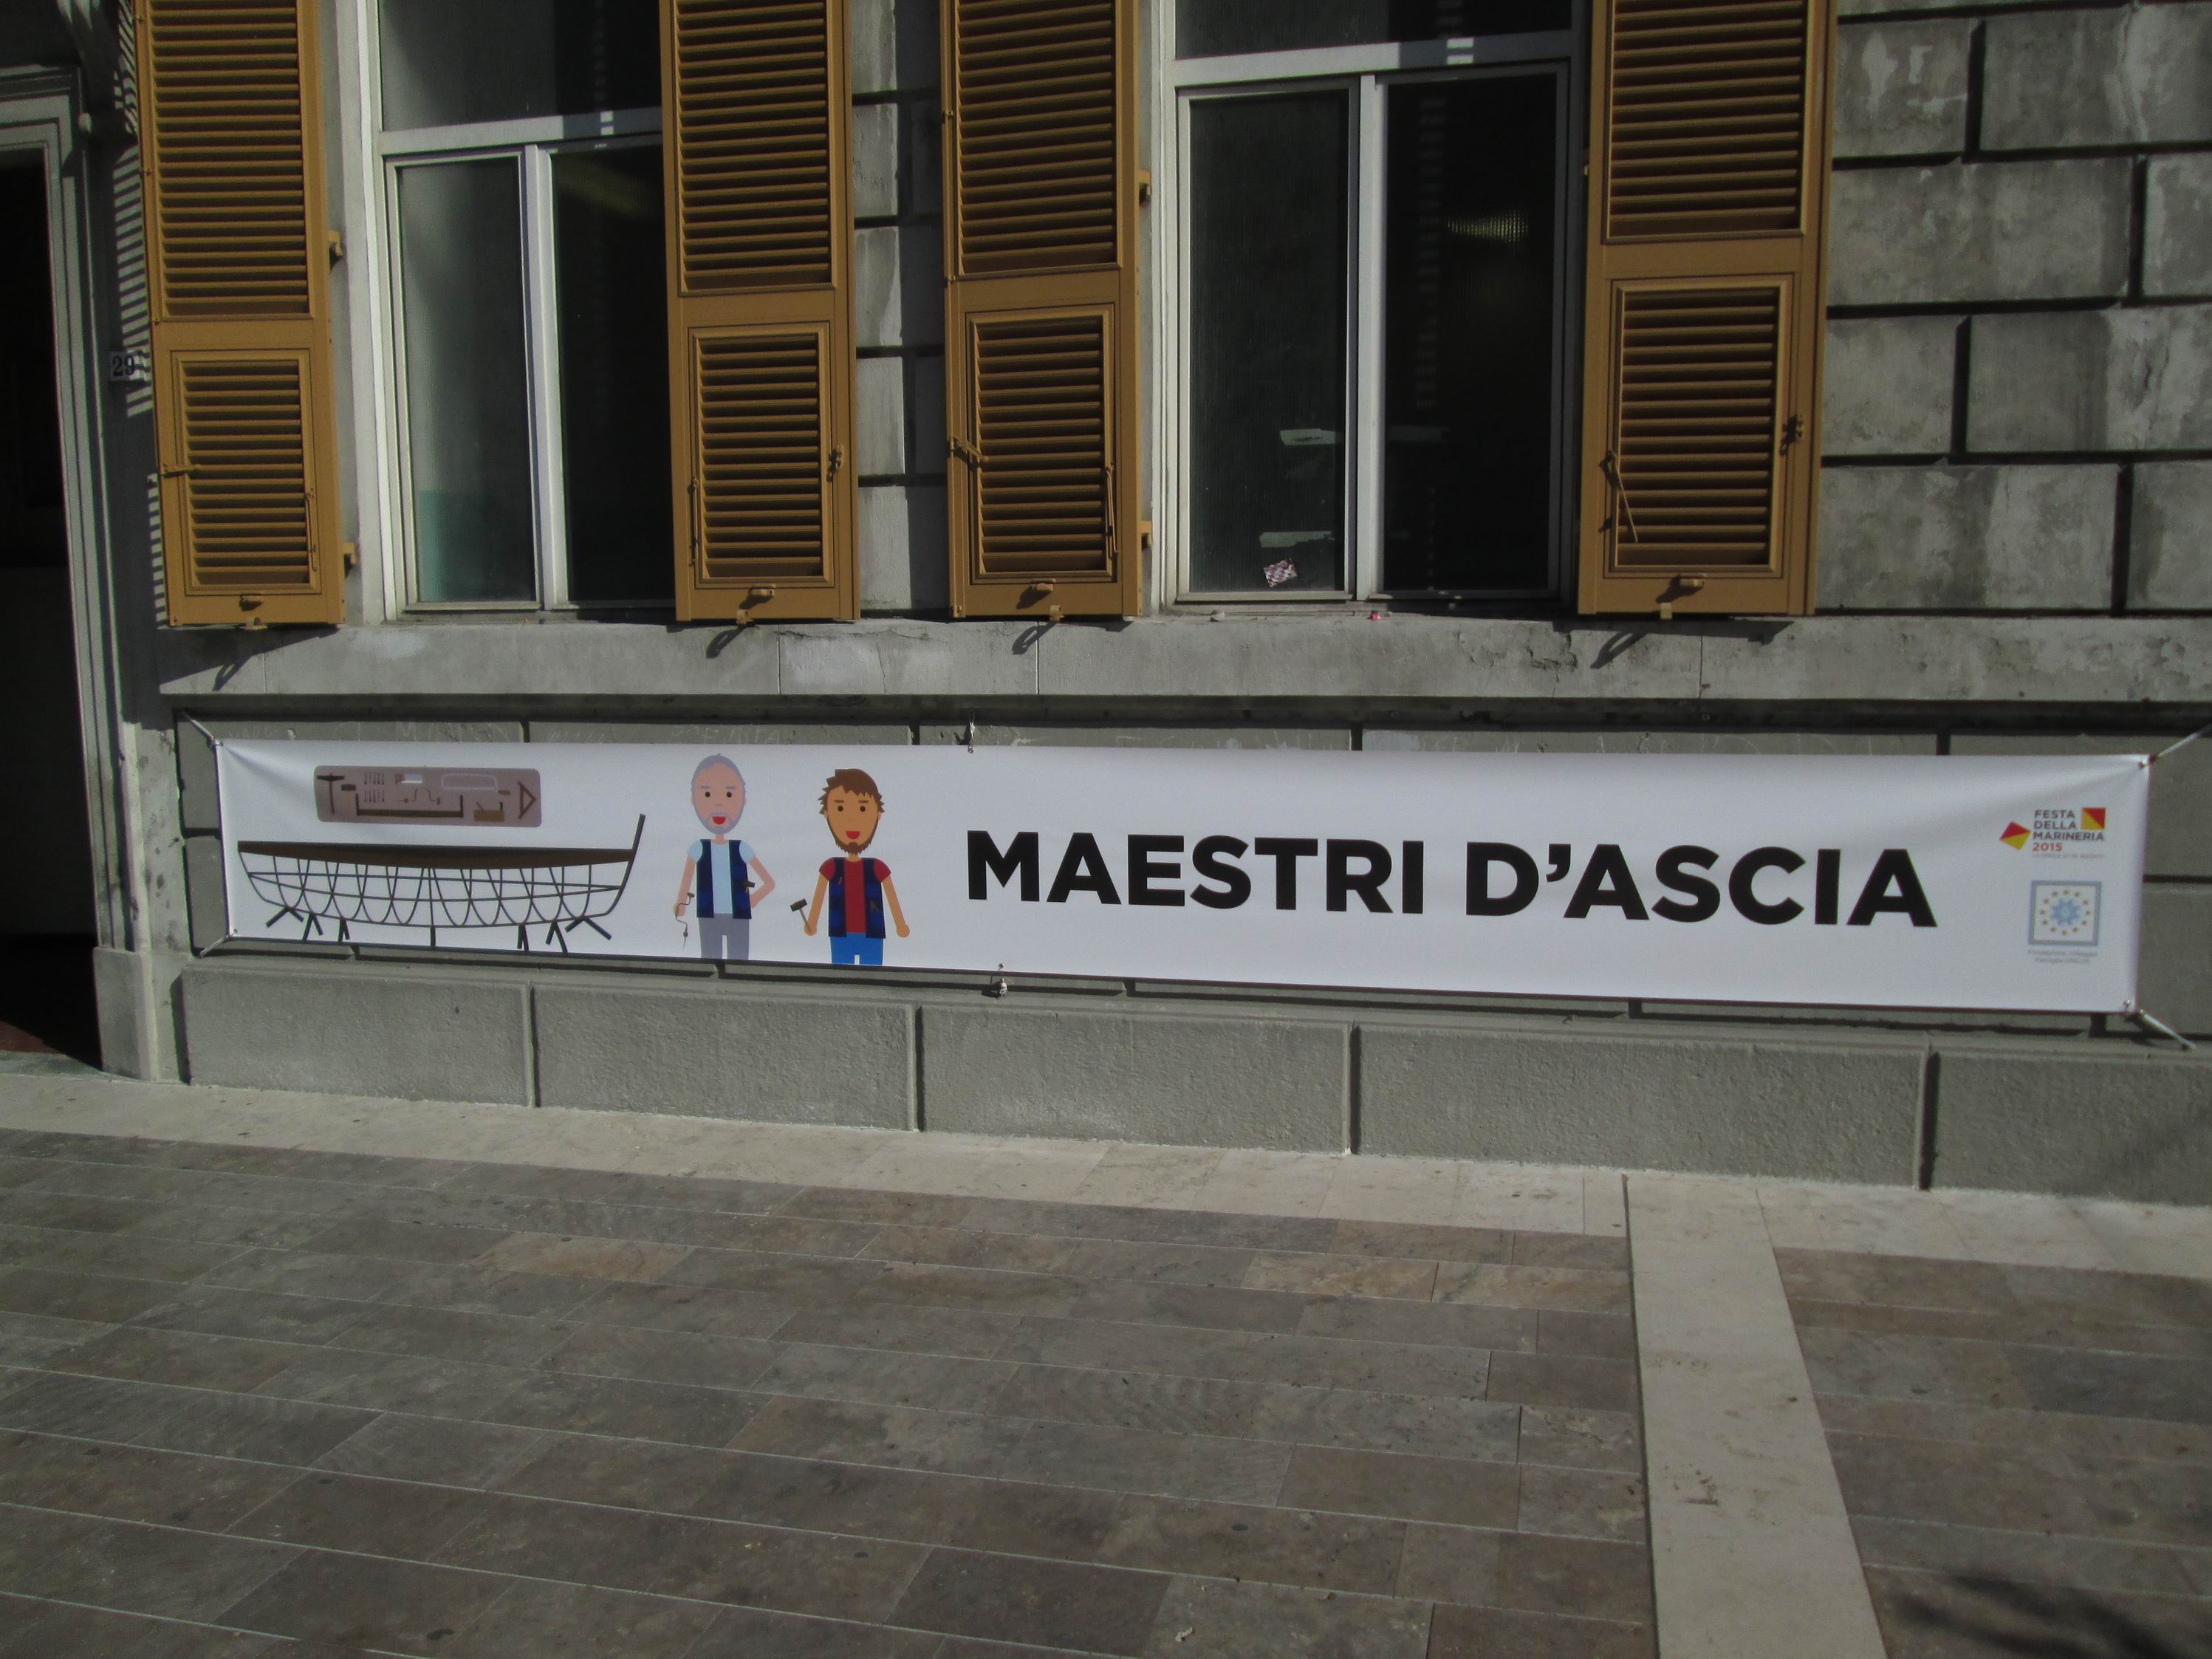 29
MAESTRI D'ASCIA
FESTA
DELLA
MARINERIA
2015